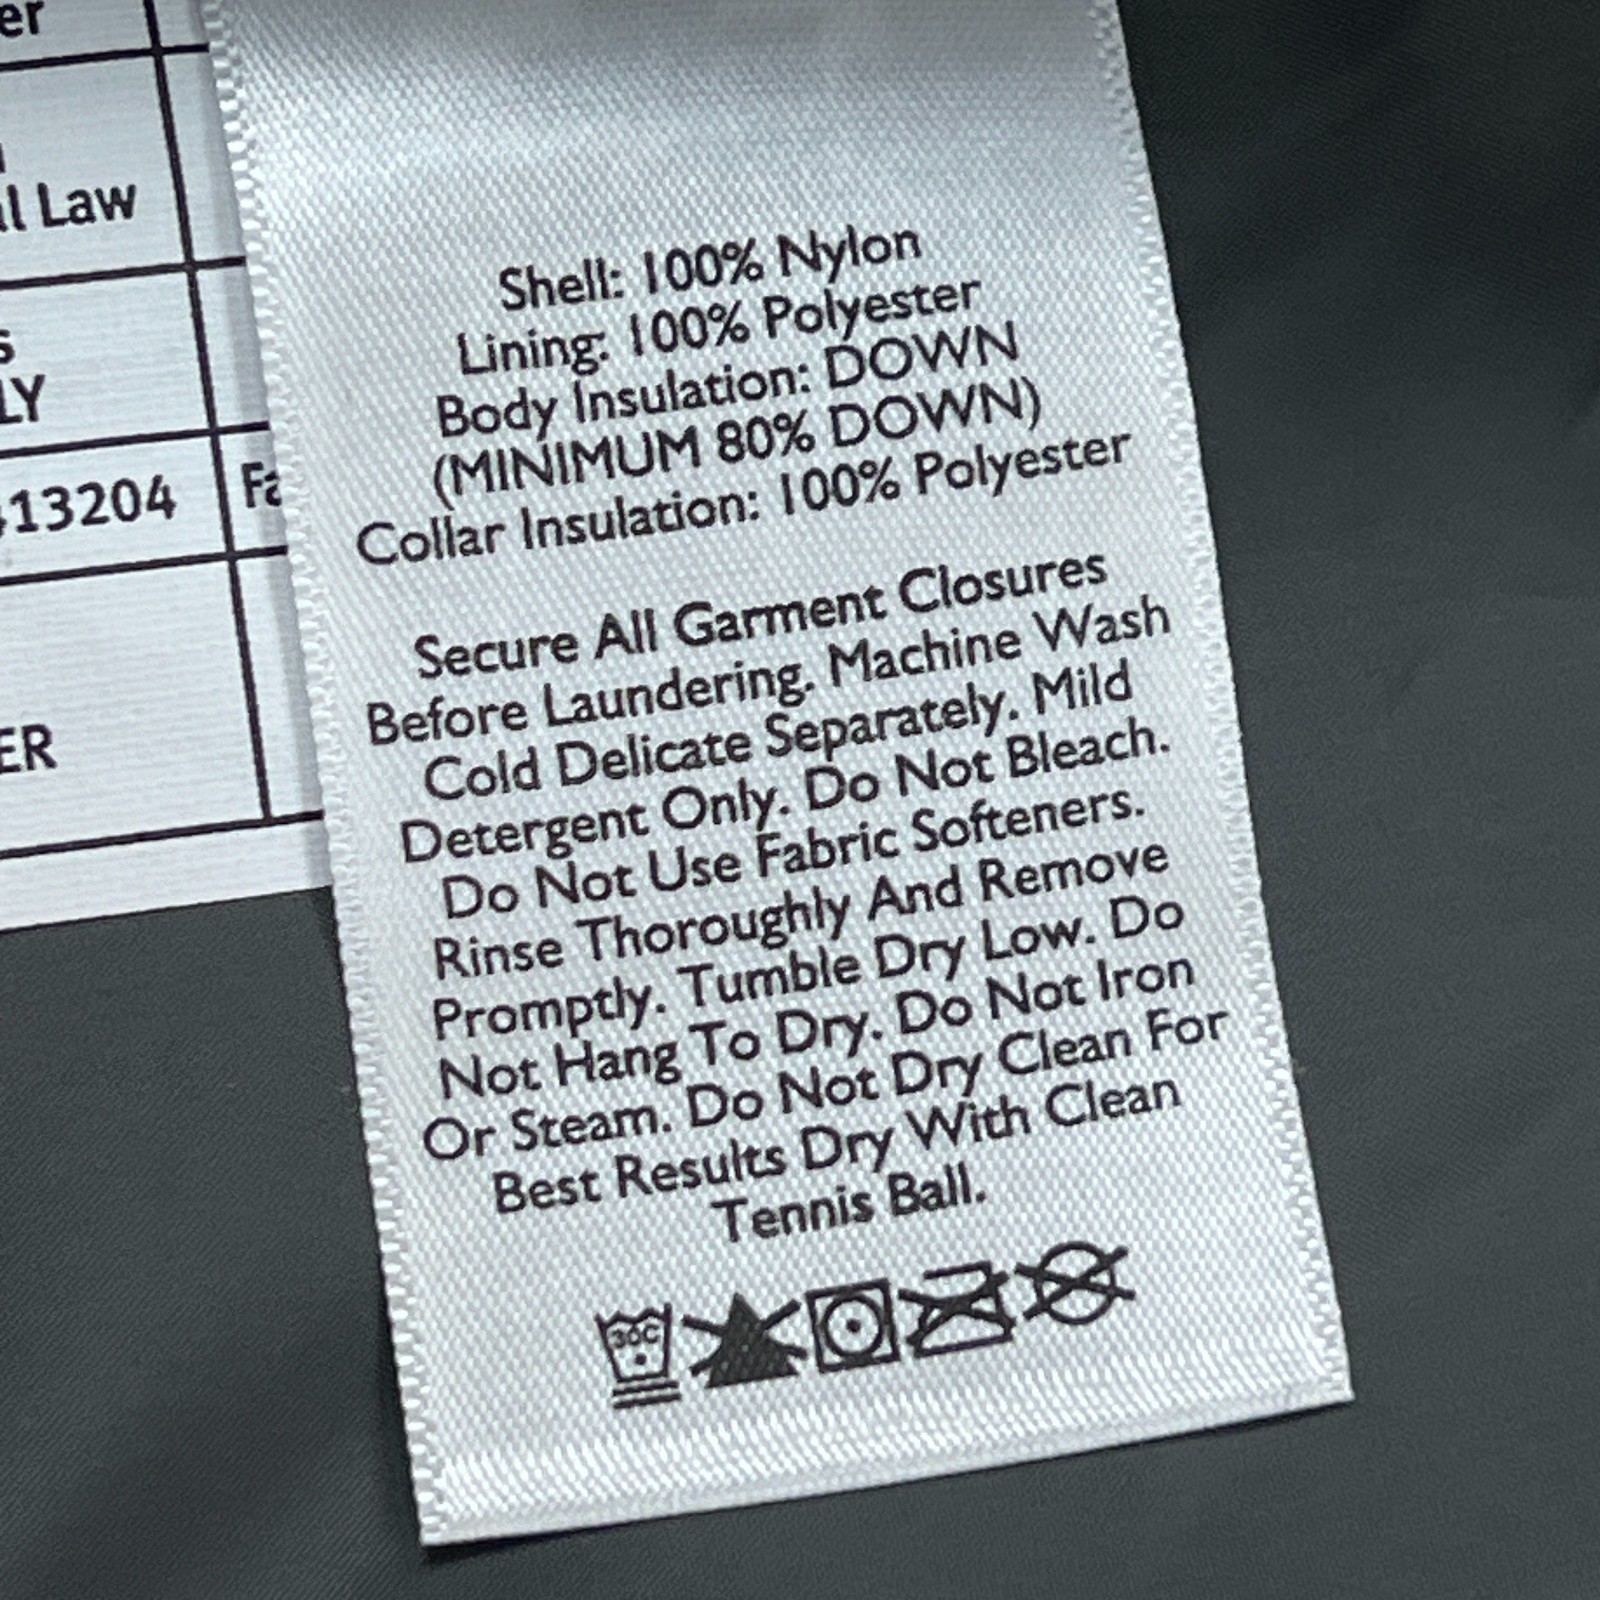 er
al Law
s
LY
413204
Fa
ER
Shell: 100% Nylon
Lining: 100% Polyester
Body Insulation: DOWN
(MINIMUM 80% DOWN)
Collar Insulation: 100% Polyester
Secure All Garment Closures
Before Laundering. Machine Wash
Cold Delicate Separately. Mild
Detergent Only. Do Not Bleach.
Do Not Use Fabric Softeners.
Rinse Thoroughly And Remove
Promptly. Tumble Dry Low. Do
Not Hang To Dry. Do Not Iron
Or Steam. Do Not Dry Clean For
Best Results Dry With Clean
Tennis Ball.
30C